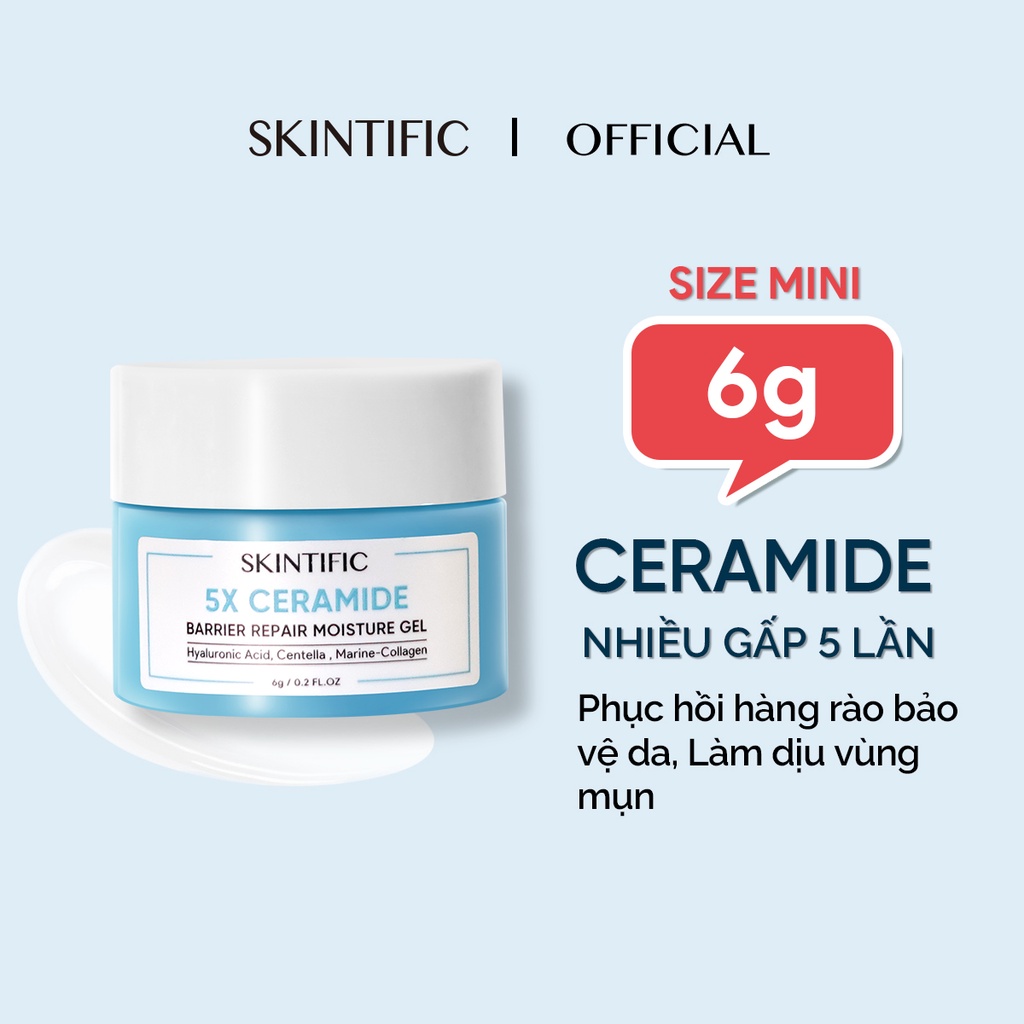 SKINTIFIC | OFFICIAL
SIZE MINI
6g
SKINTIFIC
5X CERAMIDE
BARRIER REPAIR MOISTURE GEL
Hyaluronic Acid, Centella , Marine-Collagen
6g / 0.2 FL.OZ
CERAMIDE
NHIỀU GẤP 5 LẦN
Phục hồi hàng rào bảo
vệ da, Làm dịu vùng
mụn